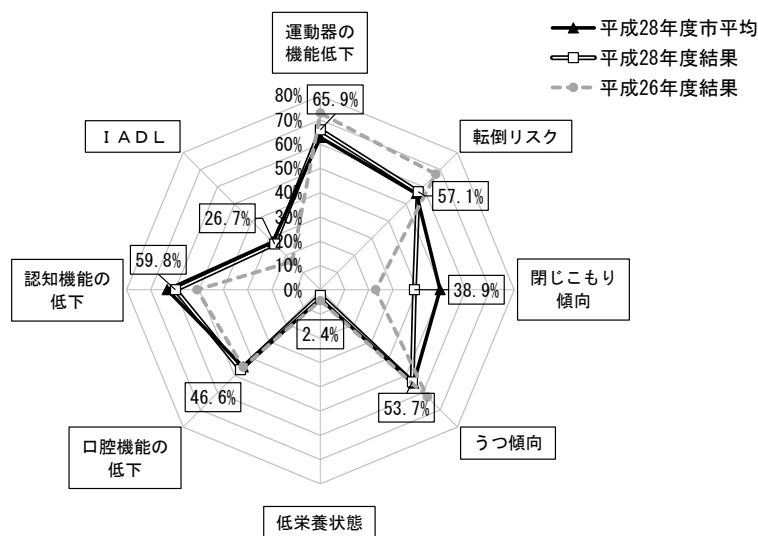 平成28年度市平均
平成28年度結果
平成26年度結果
運動器の
機能低下
転倒リスク
閉じこもり
傾向
うつ傾向
低栄養状態
口腔機能の
低下
認知機能の
低下
ＩＡＤＬ
80%
70%
60%
50%
40%
30%
20%
10%
0%
65.9%
57.1%
38.9%
53.7%
2.4%
46.6%
59.8%
26.7%